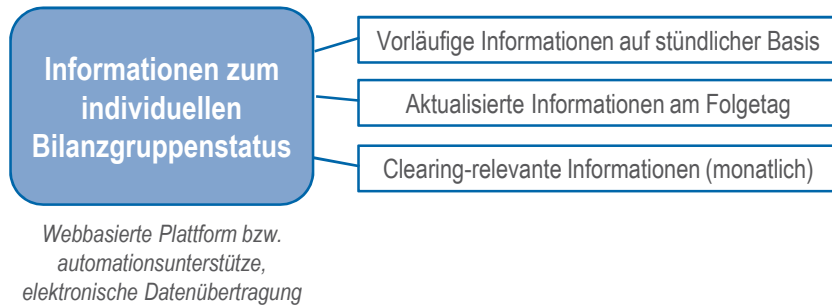 Informationen zum
individuellen
Bilanzgruppenstatus
Vorläufige Informationen auf stündlicher Basis
Aktualisierte Informationen am Folgetag
Clearing-relevante Informationen (monatlich)
Webbasierte Plattform bzw.
automationsunterstütze,
elektronische Datenübertragung